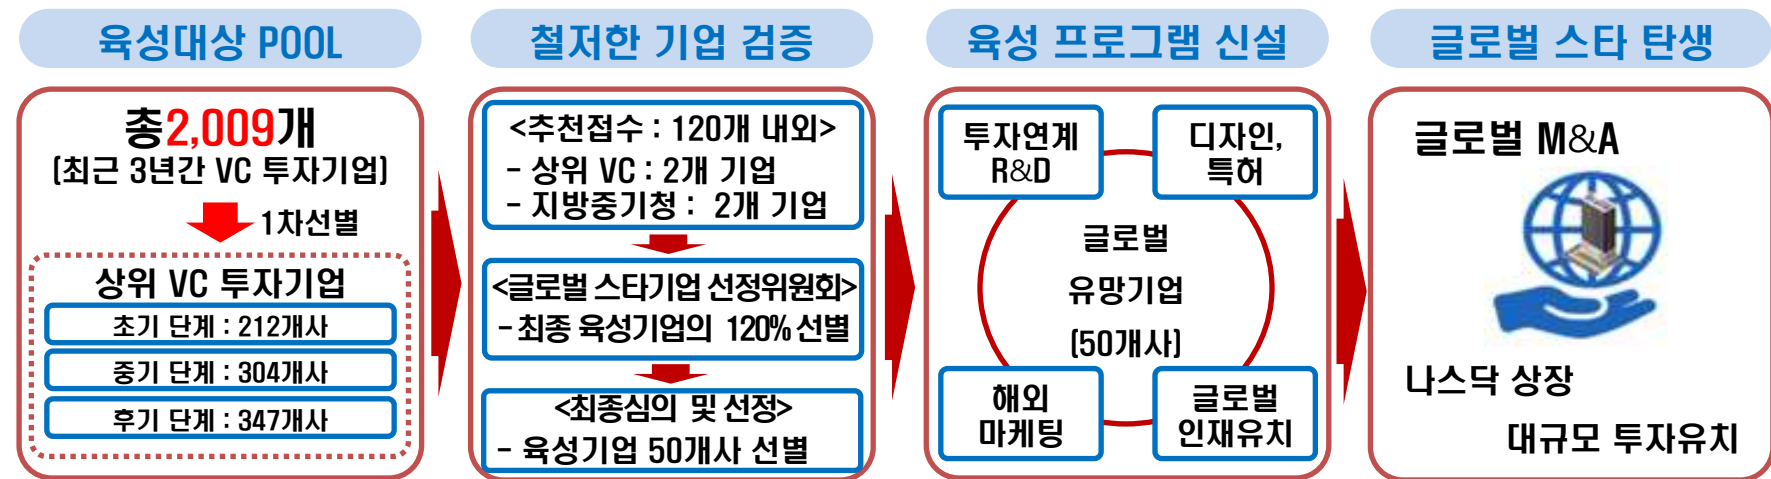 육성대상 POOL
총2,009개
(최근 3년간 VC 투자기업)
1차선별
상위 VC 투자기업
초기 단계 : 212개사
중기 단계 : 304개사
후기 단계 : 347개사
철저한 기업 검증
<추천접수 : 120개 내외>
- 상위 VC : 2개 기업
- 지방중기청 : 2개 기업
<글로벌 스타기업 선정위원회>
- 최종 육성기업의 120% 선별
<최종심의 및 선정>
- 육성기업 50개사 선별
육성 프로그램 신설
투자연계
R&D
디자인,
특허
글로벌
유망기업
(50개사)
해외
마케팅
글로벌
인재유치
글로벌 스타 탄생
글로벌 M&A
나스닥 상장
대규모 투자유치